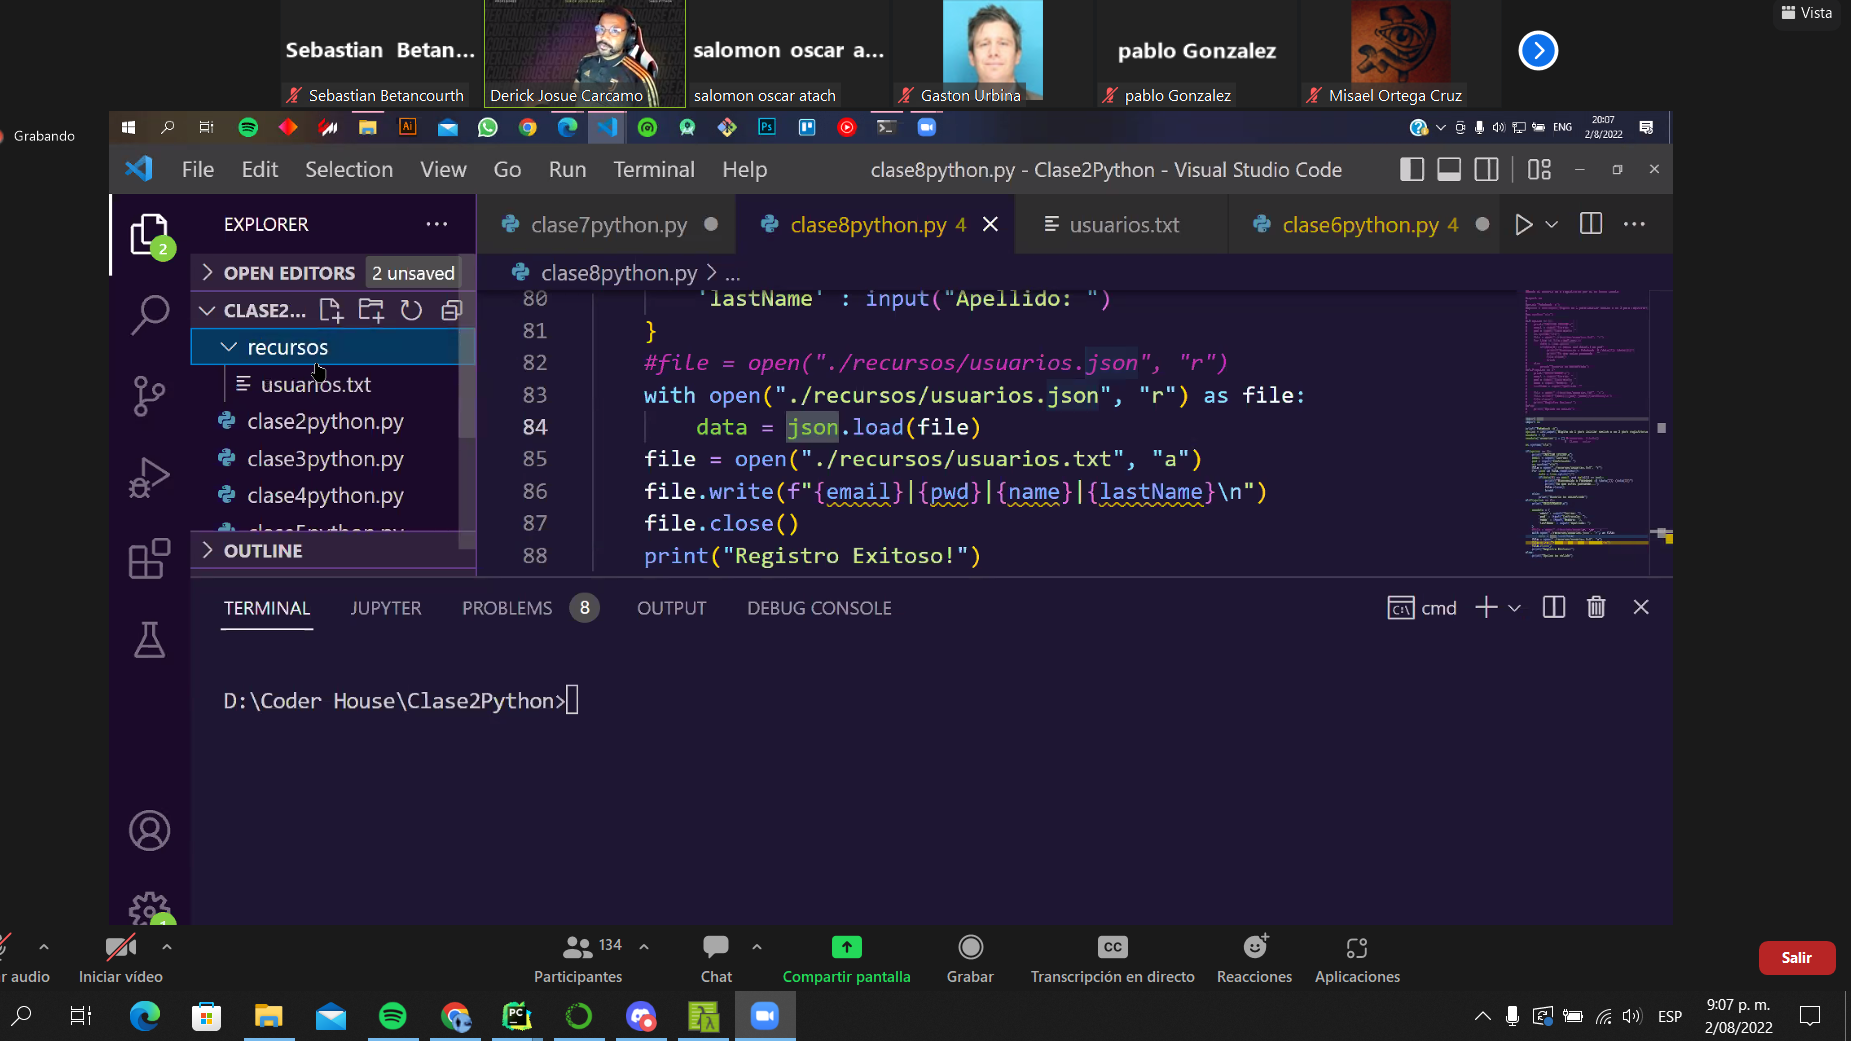 Vista
Sebastian Betan...
salomon oscar a...
pablo Gonzalez
Sebastian Betancourth
Derick Josue Carcamo
salomon oscar atach
Gaston Urbina
pablo Gonzalez
Misael Ortega Cruz
Grabando
ENG
20:07
2/8/2022
File Edit Selection View Go Run Terminal Help
clase8python.py - Clase2Python - Visual Studio Code
EXPLORER
clase7python.py
clase8python.py 4
usuarios.txt
clase6python.py 4
2
OPEN EDITORS 2 unsaved
clase8python.py > ...
CLASE2...
recursos
usuarios.txt
clase2python.py
clase3python.py
clase4python.py
clase5python.py
OUTLINE
80 'lastName' : input("Apellido: ")
81 }
82 #file = open("./recursos/usuarios.json", "r")
83 with open("./recursos/usuarios.json", "r") as file:
84 data = json.load(file)
85 file = open("./recursos/usuarios.txt", "a")
86 file.write(f"{email}|{pwd}|{name}|{lastName}\n")
87 file.close()
88 print("Registro Exitoso!")
TERMINAL JUPYTER PROBLEMS 8 OUTPUT DEBUG CONSOLE
cmd
D:\Coder House\Clase2Python>
r audio
Iniciar vídeo
134
Participantes
Chat
Compartir pantalla
Grabar
CC
Transcripción en directo
Reacciones
Aplicaciones
Salir
ESP
9:07 p. m.
2/08/2022